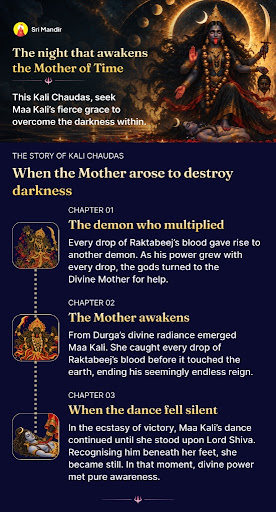 Sri Mandir
The night that awakens
the Mother of Time
This Kali Chaudas, seek
Maa Kali's fierce grace to
overcome the darkness within.
THE STORY OF KALI CHAUDAS
When the Mother arose to destroy
darkness
CHAPTER 01
The demon who multiplied
Every drop of Raktabeej's blood gave rise to
another demon. As his power grew with
every drop, the gods turned to the
Divine Mother for help.
CHAPTER 02
The Mother awakens
From Durga's divine radiance emerged
Maa Kali. She caught every drop of
Raktabeej's blood before it touched the
earth, ending his seemingly endless reign.
CHAPTER 03
When the dance fell silent
In the ecstasy of victory, Maa Kali's dance
continued until she stood upon Lord Shiva.
Recognising him beneath her feet, she
became still. In that moment, divine power
met pure awareness.